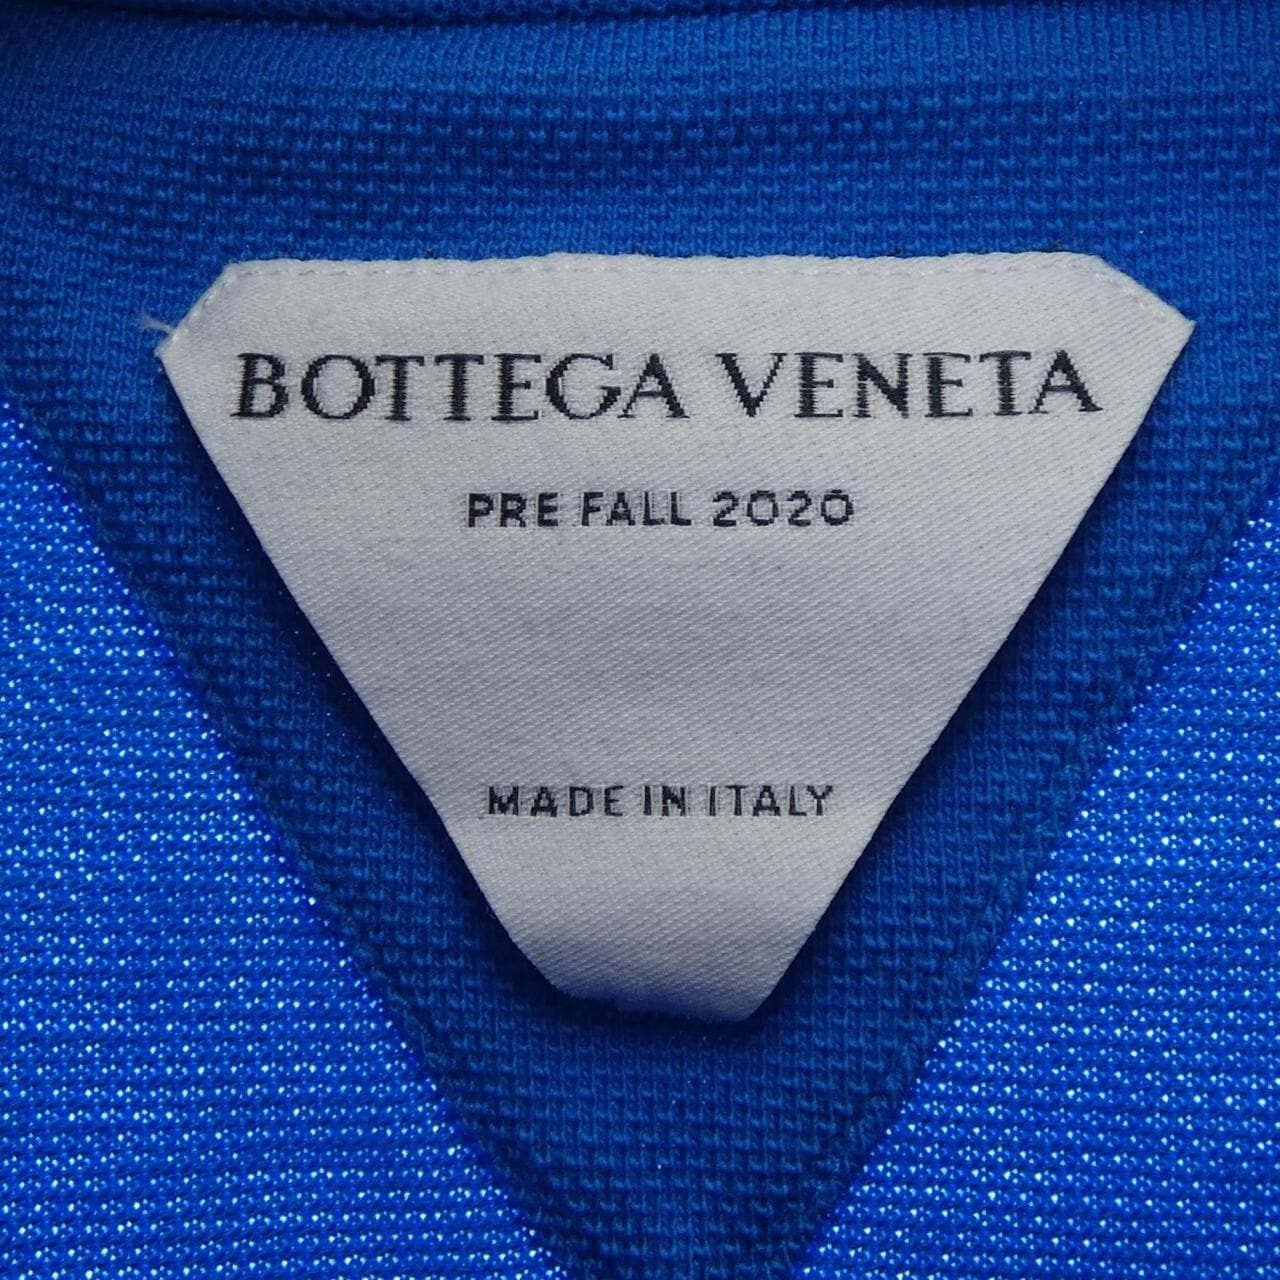 BOTTEGA VENETA
PRE FALL 2020
MADE IN ITALY